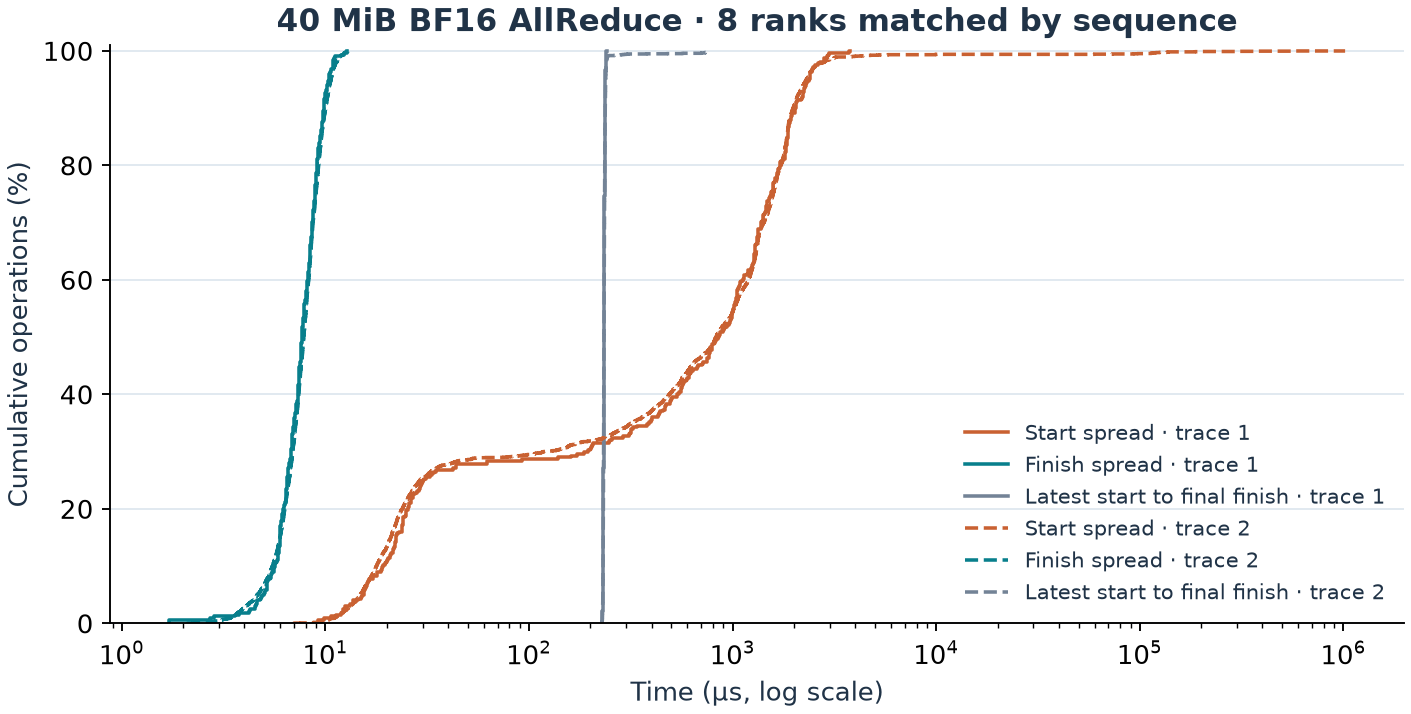 40 MiB BF16 AllReduce · 8 ranks matched by sequence
Cumulative operations (%)
100
80
60
40
20
0
10⁰
10¹
10²
10³
10⁴
10⁵
10⁶
Time (µs, log scale)
Start spread · trace 1
Finish spread · trace 1
Latest start to final finish · trace 1
Start spread · trace 2
Finish spread · trace 2
Latest start to final finish · trace 2